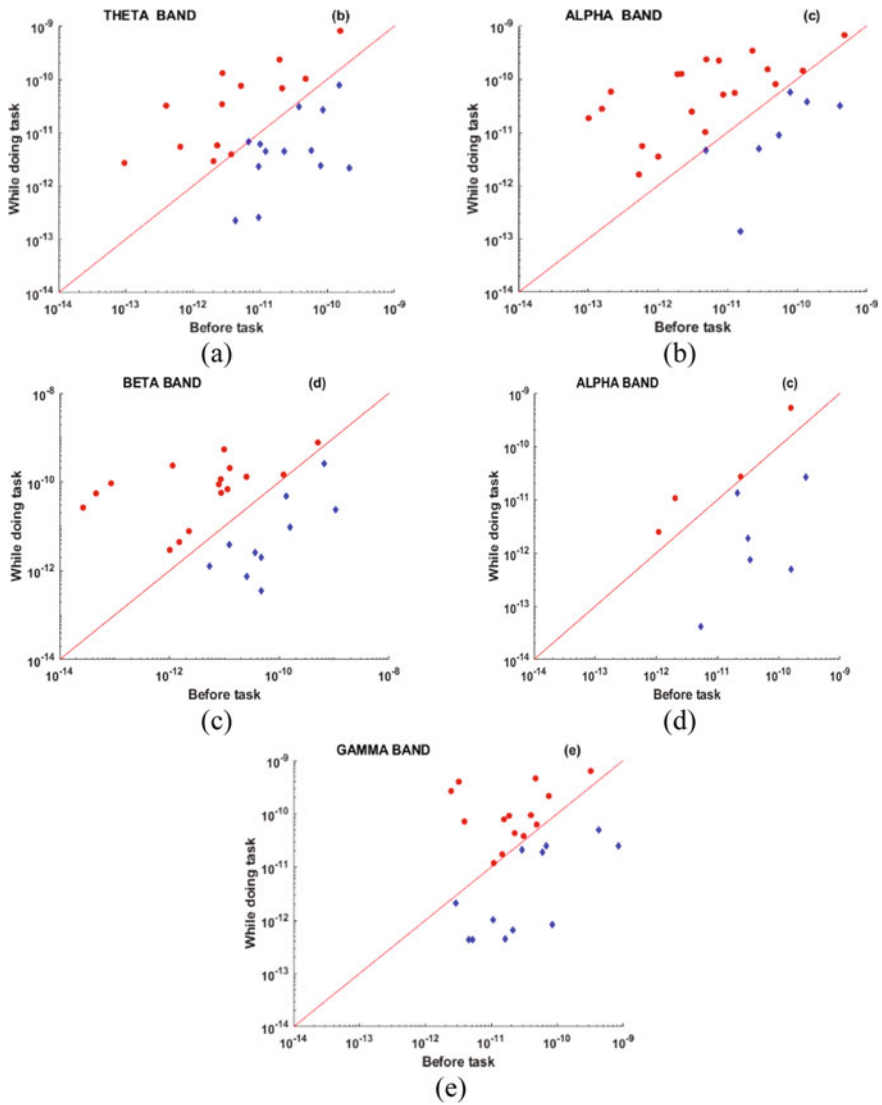 THETA BAND (b)
While doing task
10-9
10-10
10-11
10-12
10-13
10-14
10-14 10-13 10-12 10-11 10-10 10-9
Before task
(a)
ALPHA BAND (c)
While doing task
10-9
10-10
10-11
10-12
10-13
10-14
10-14 10-13 10-12 10-11 10-10 10-9
Before task
(b)
BETA BAND (d)
While doing task
10-8
10-10
10-12
10-14
10-14 10-12 10-10 10-8
Before task
(c)
ALPHA BAND (c)
While doing task
10-9
10-10
10-11
10-12
10-13
10-14
10-14 10-13 10-12 10-11 10-10 10-9
Before task
(d)
GAMMA BAND (e)
While doing task
10-9
10-10
10-11
10-12
10-13
10-14
10-14 10-13 10-12 10-11 10-10 10-9
Before task
(e)